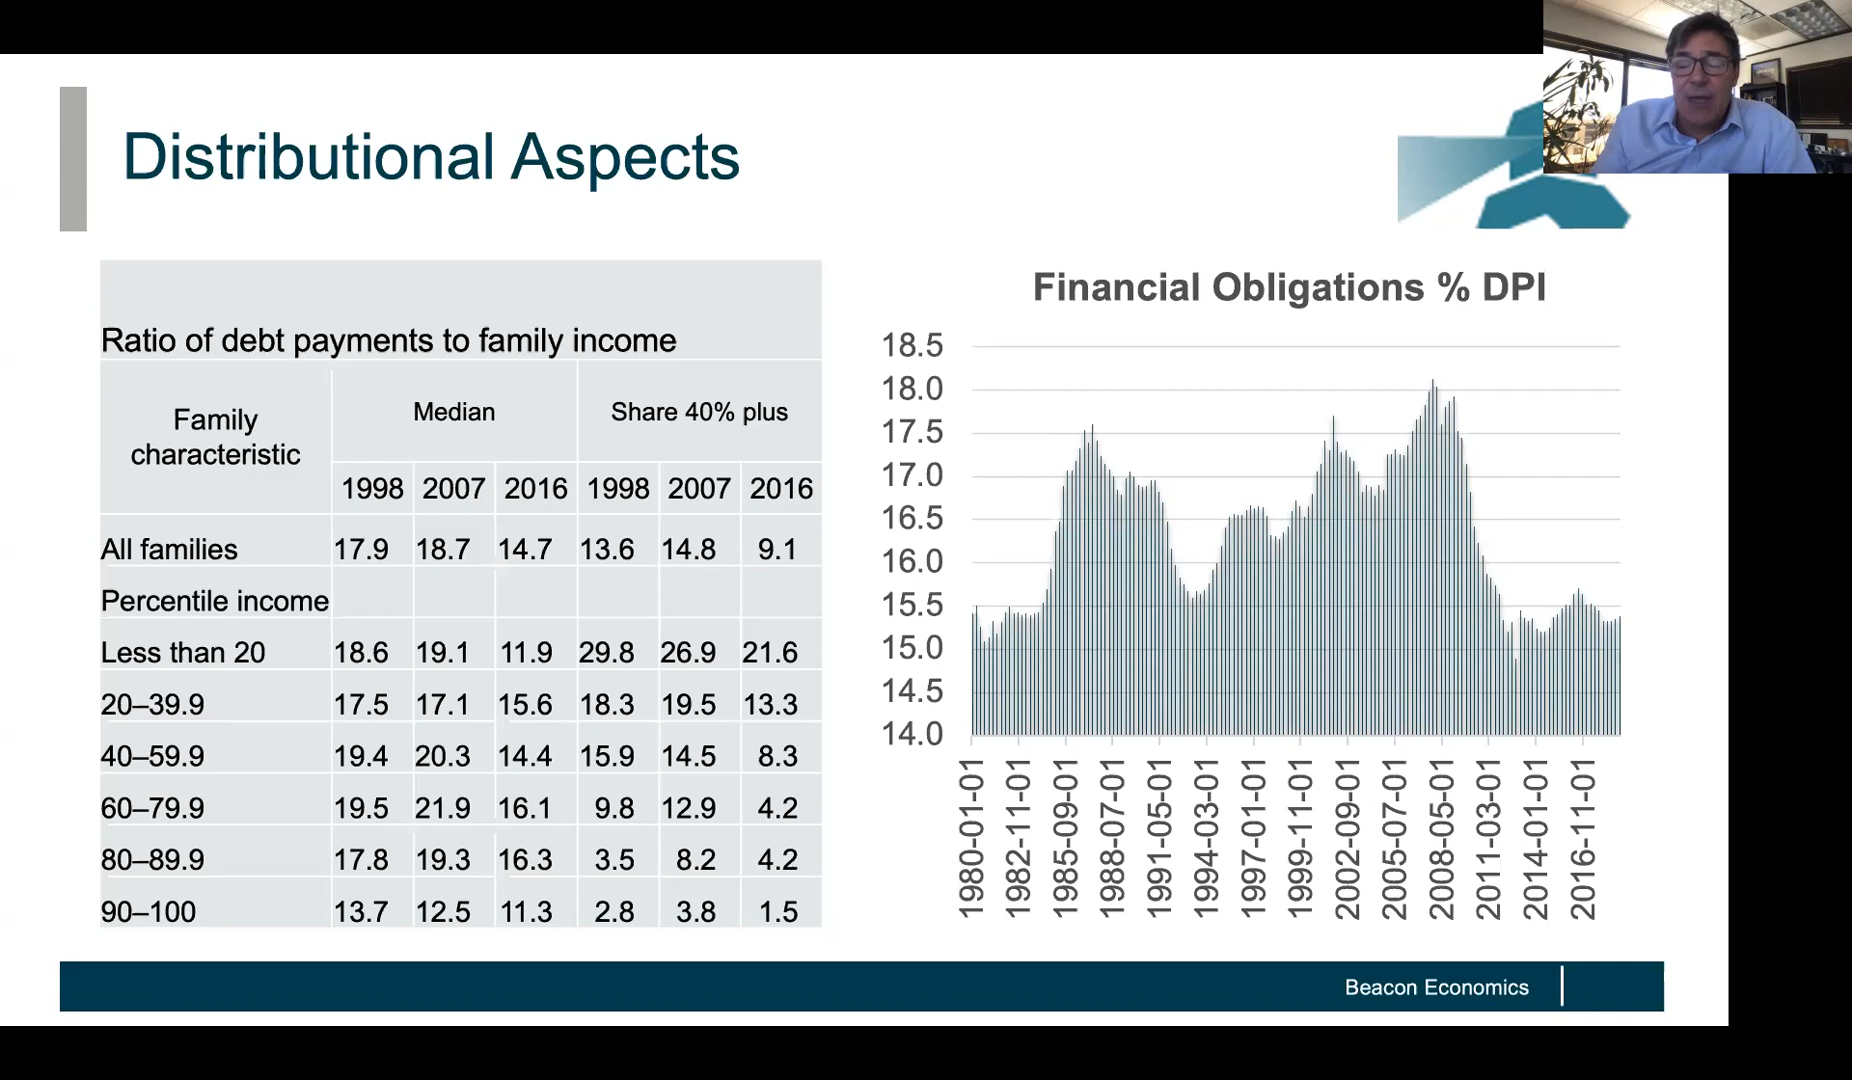 Distributional Aspects
Ratio of debt payments to family income
Family characteristic Median Share 40% plus
1998 2007 2016 1998 2007 2016
All families 17.9 18.7 14.7 13.6 14.8 9.1
Percentile income
Less than 20 18.6 19.1 11.9 29.8 26.9 21.6
20–39.9 17.5 17.1 15.6 18.3 19.5 13.3
40–59.9 19.4 20.3 14.4 15.9 14.5 8.3
60–79.9 19.5 21.9 16.1 9.8 12.9 4.2
80–89.9 17.8 19.3 16.3 3.5 8.2 4.2
90–100 13.7 12.5 11.3 2.8 3.8 1.5
Financial Obligations % DPI
18.5
18.0
17.5
17.0
16.5
16.0
15.5
15.0
14.5
14.0
1980-01-01
1982-11-01
1985-09-01
1988-07-01
1991-05-01
1994-03-01
1997-01-01
1999-11-01
2002-09-01
2005-07-01
2008-05-01
2011-03-01
2014-01-01
2016-11-01
Beacon Economics